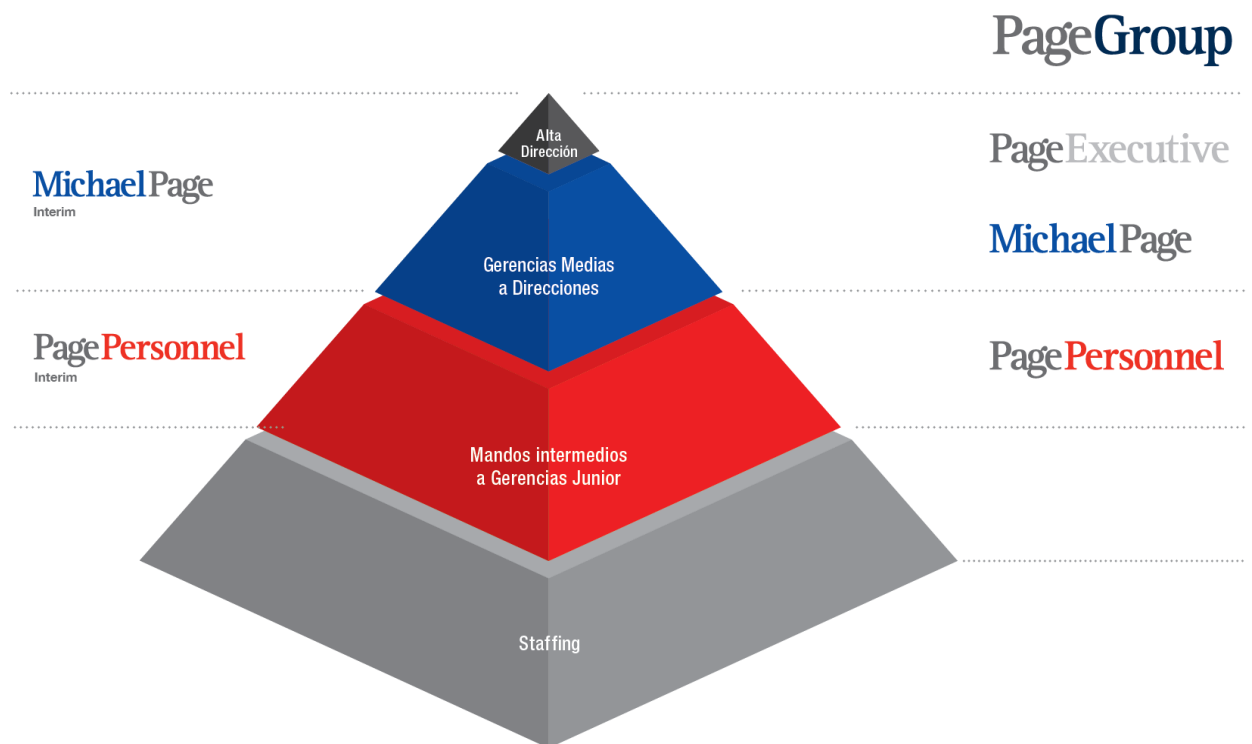 PageGroup
Alta
Dirección
PageExecutive
MichaelPage
Interim
MichaelPage
Gerencias Medias
a Direcciones
PagePersonnel
Interim
PagePersonnel
Mandos intermedios
a Gerencias Junior
Staffing